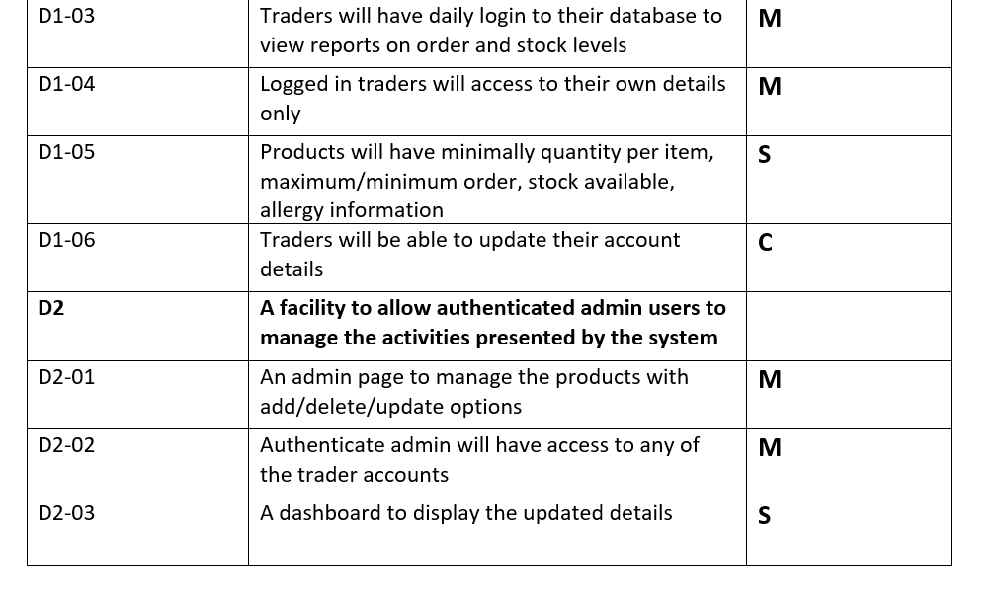 D1-03
Traders will have daily login to their database to
view reports on order and stock levels
M
D1-04
Logged in traders will access to their own details
only
M
D1-05
Products will have minimally quantity per item,
maximum/minimum order, stock available,
allergy information
S
D1-06
Traders will be able to update their account
details
C
D2
A facility to allow authenticated admin users to
manage the activities presented by the system
D2-01
An admin page to manage the products with
add/delete/update options
M
D2-02
Authenticate admin will have access to any of
the trader accounts
M
D2-03
A dashboard to display the updated details
S